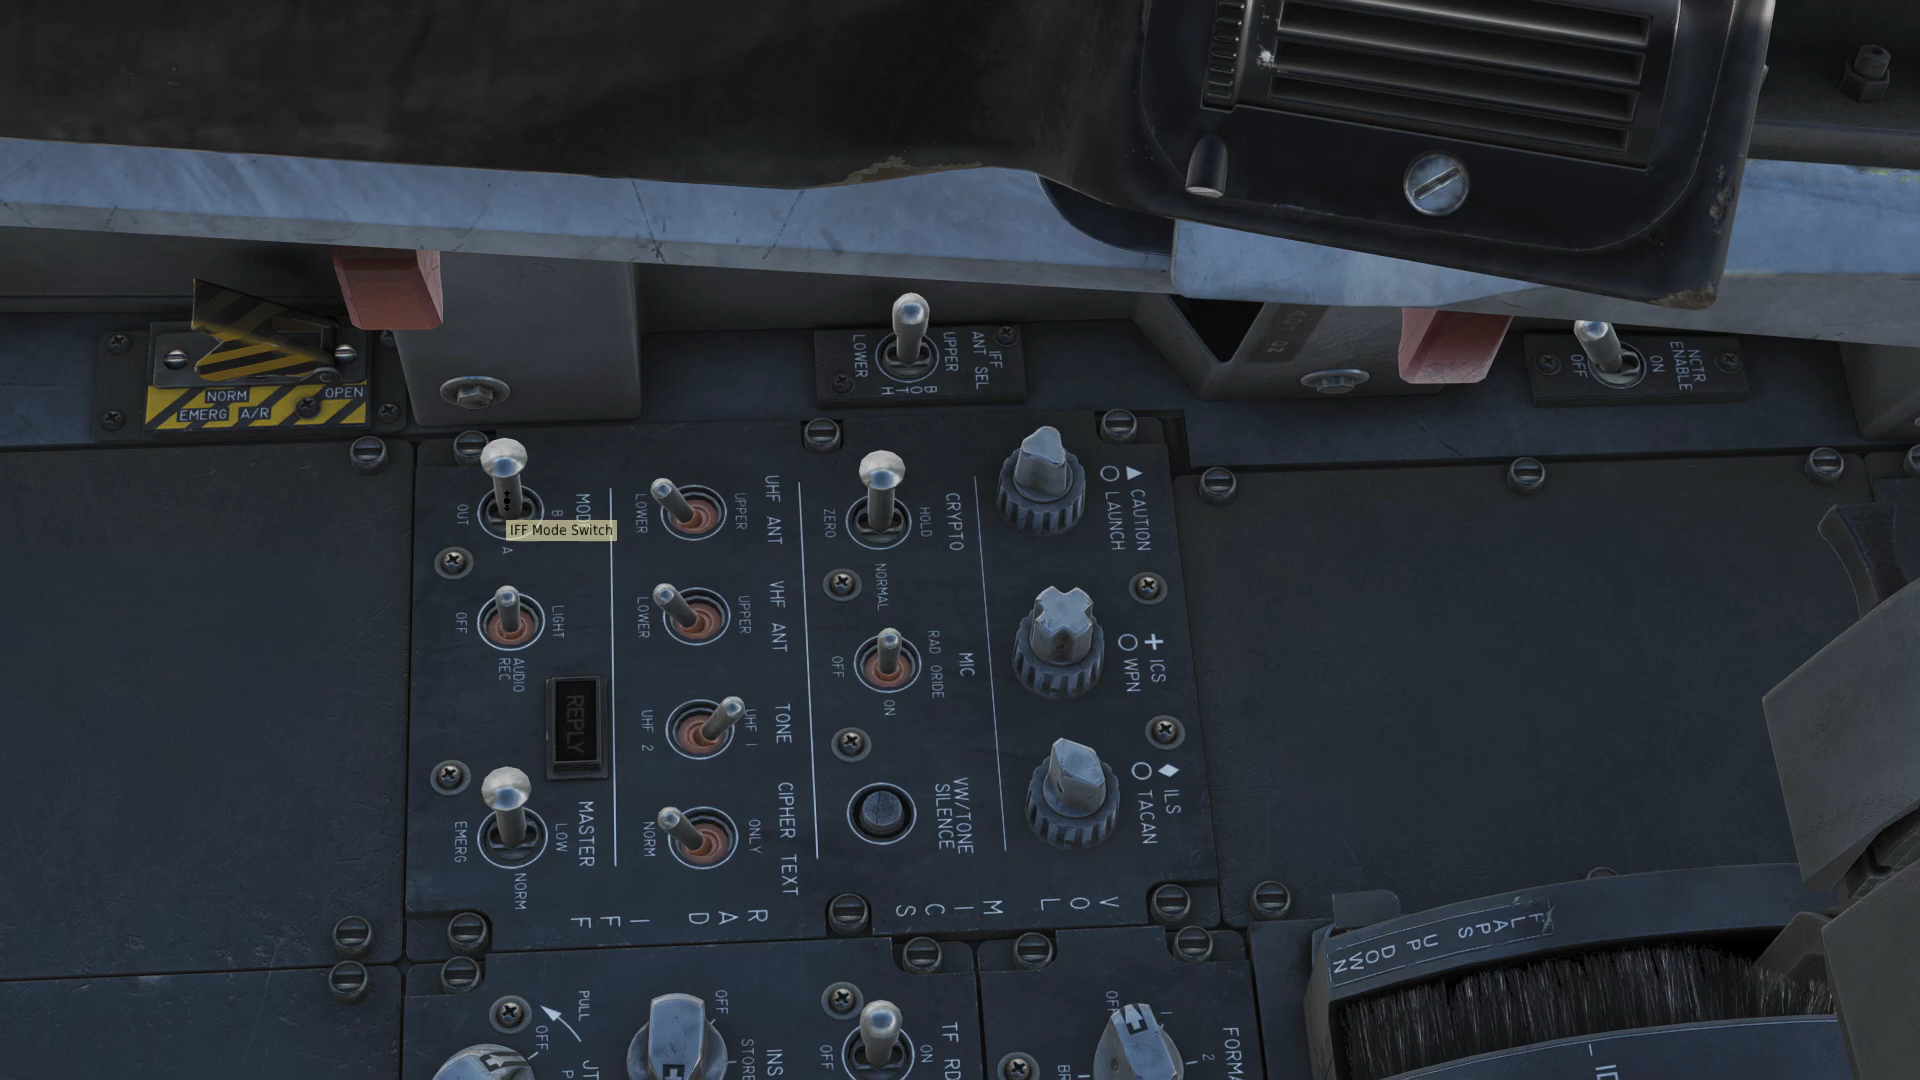 NORM
OPEN
EMERG A/R
LOWER
UPPER
BOTH
IFF
ANT SEL
OFF
ON
NCTR
ENABLE
MODE
B
OUT
A
IFF Mode Switch
LIGHT
OFF
AUDIO
REC
REPLY
MASTER
LOW
EMERG
NORM
IFF
UHF ANT
UPPER
LOWER
VHF ANT
UPPER
LOWER
TONE
UHF 1
UHF 2
CIPHER TEXT
ONLY
NORM
RAD
CRYPTO
HOLD
ZERO
NORMAL
MIC
RAD ORIDE
OFF
ON
VW/TONE
SILENCE
MISC
CAUTION
LAUNCH
ICS
WPN
ILS
TACAN
VOL
FLAPS UP DOWN
PULL
OFF
OFF
STORE
INS
TF RDR
ON
OFF
2